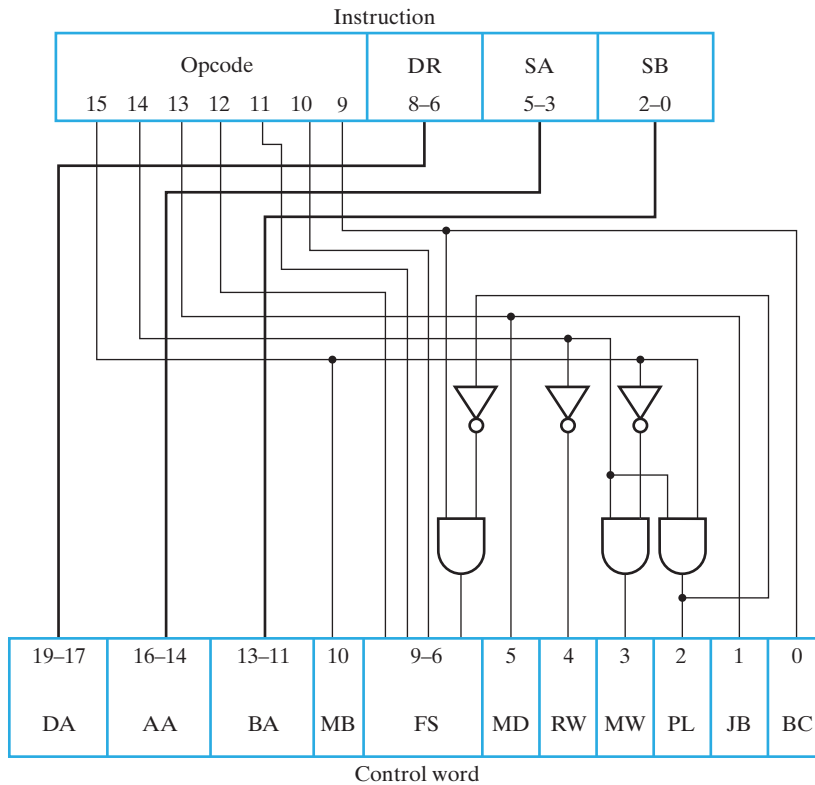 Instruction
Opcode DR SA SB
15 14 13 12 11 10 9 8–6 5–3 2–0
19–17 16–14 13–11 10 9–6 5 4 3 2 1 0
DA AA BA MB FS MD RW MW PL JB BC
Control word